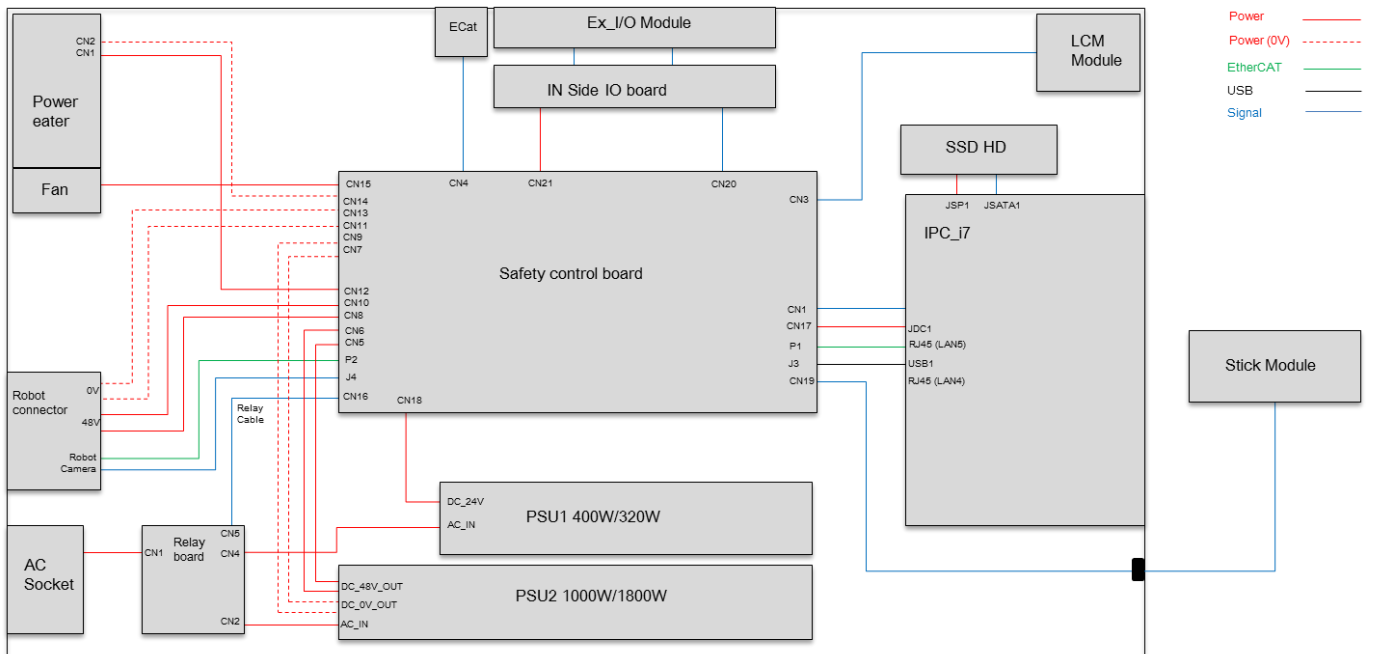 Power
Power (0V)
EtherCAT
USB
Signal
CN2
CN1
Power
eater
Fan
ECat
Ex_I/O Module
IN Side IO board
LCM
Module
SSD HD
JSP1
JSATA1
IPC_i7
JDC1
RJ45 (LAN5)
USB1
RJ45 (LAN4)
CN4
CN21
CN20
CN3
CN15
CN14
CN13
CN11
CN9
CN7
CN12
CN10
CN8
CN6
CN5
P2
J4
CN16
CN18
Safety control board
CN1
CN17
P1
J3
CN19
Stick Module
Robot
connector
0V
48V
Robot
Camera
Relay
Cable
AC
Socket
CN1
Relay
board
CN5
CN4
CN2
DC_24V
AC_IN
PSU1 400W/320W
DC_48V_OUT
DC_0V_OUT
AC_IN
PSU2 1000W/1800W